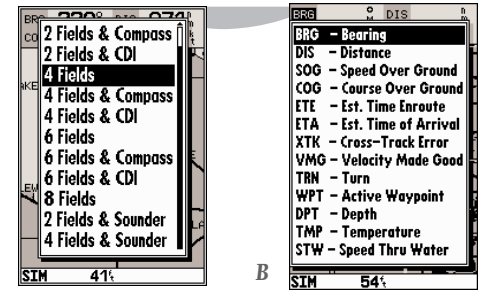 2 Fields & Compass
2 Fields & CDI
4 Fields
4 Fields & Compass
4 Fields & CDI
6 Fields
6 Fields & Compass
6 Fields & CDI
8 Fields
2 Fields & Sounder
4 Fields & Sounder
SIM 41
B
BRG DIS
BRG – Bearing
DIS – Distance
SOG – Speed Over Ground
COG – Course Over Ground
ETE – Est. Time Enroute
ETA – Est. Time of Arrival
XTK – Cross-Track Error
VMG – Velocity Made Good
TRN – Turn
WPT – Active Waypoint
DPT – Depth
TMP – Temperature
STW – Speed Thru Water
SIM 54